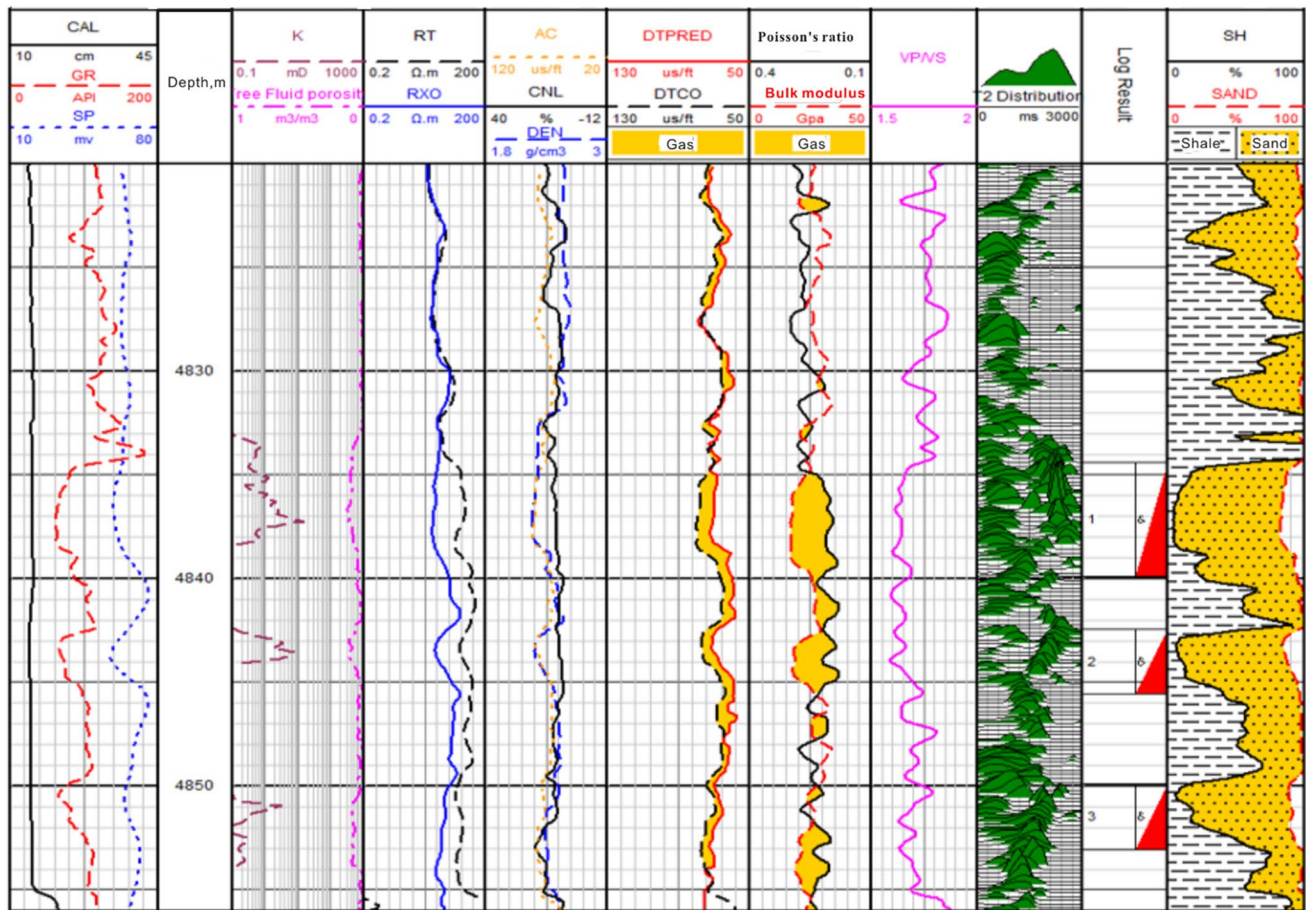 CAL
10 cm 45
GR
0 API 200
SP
10 mv 80
Depth,m
K
0.1 mD 1000
ree Fluid porosit
1 m3/m3 0
RT
0.2 Ω.m 200
RXO
0.2 Ω.m 200
AC
120 us/ft 20
CNL
40 % -12
DEN
1.8 g/cm3 3
DTPRED
130 us/ft 50
DTCO
130 us/ft 50
Gas
Poisson's ratio
0.4 0.1
Bulk modulus
0 Gpa 50
Gas
VP/VS
1.5 2
T2 Distribution
0 ms 3000
Log Result
SH
0 % 100
SAND
0 % 100
Shale Sand
4830
4840
4850
1 δ
2 δ
3 δ